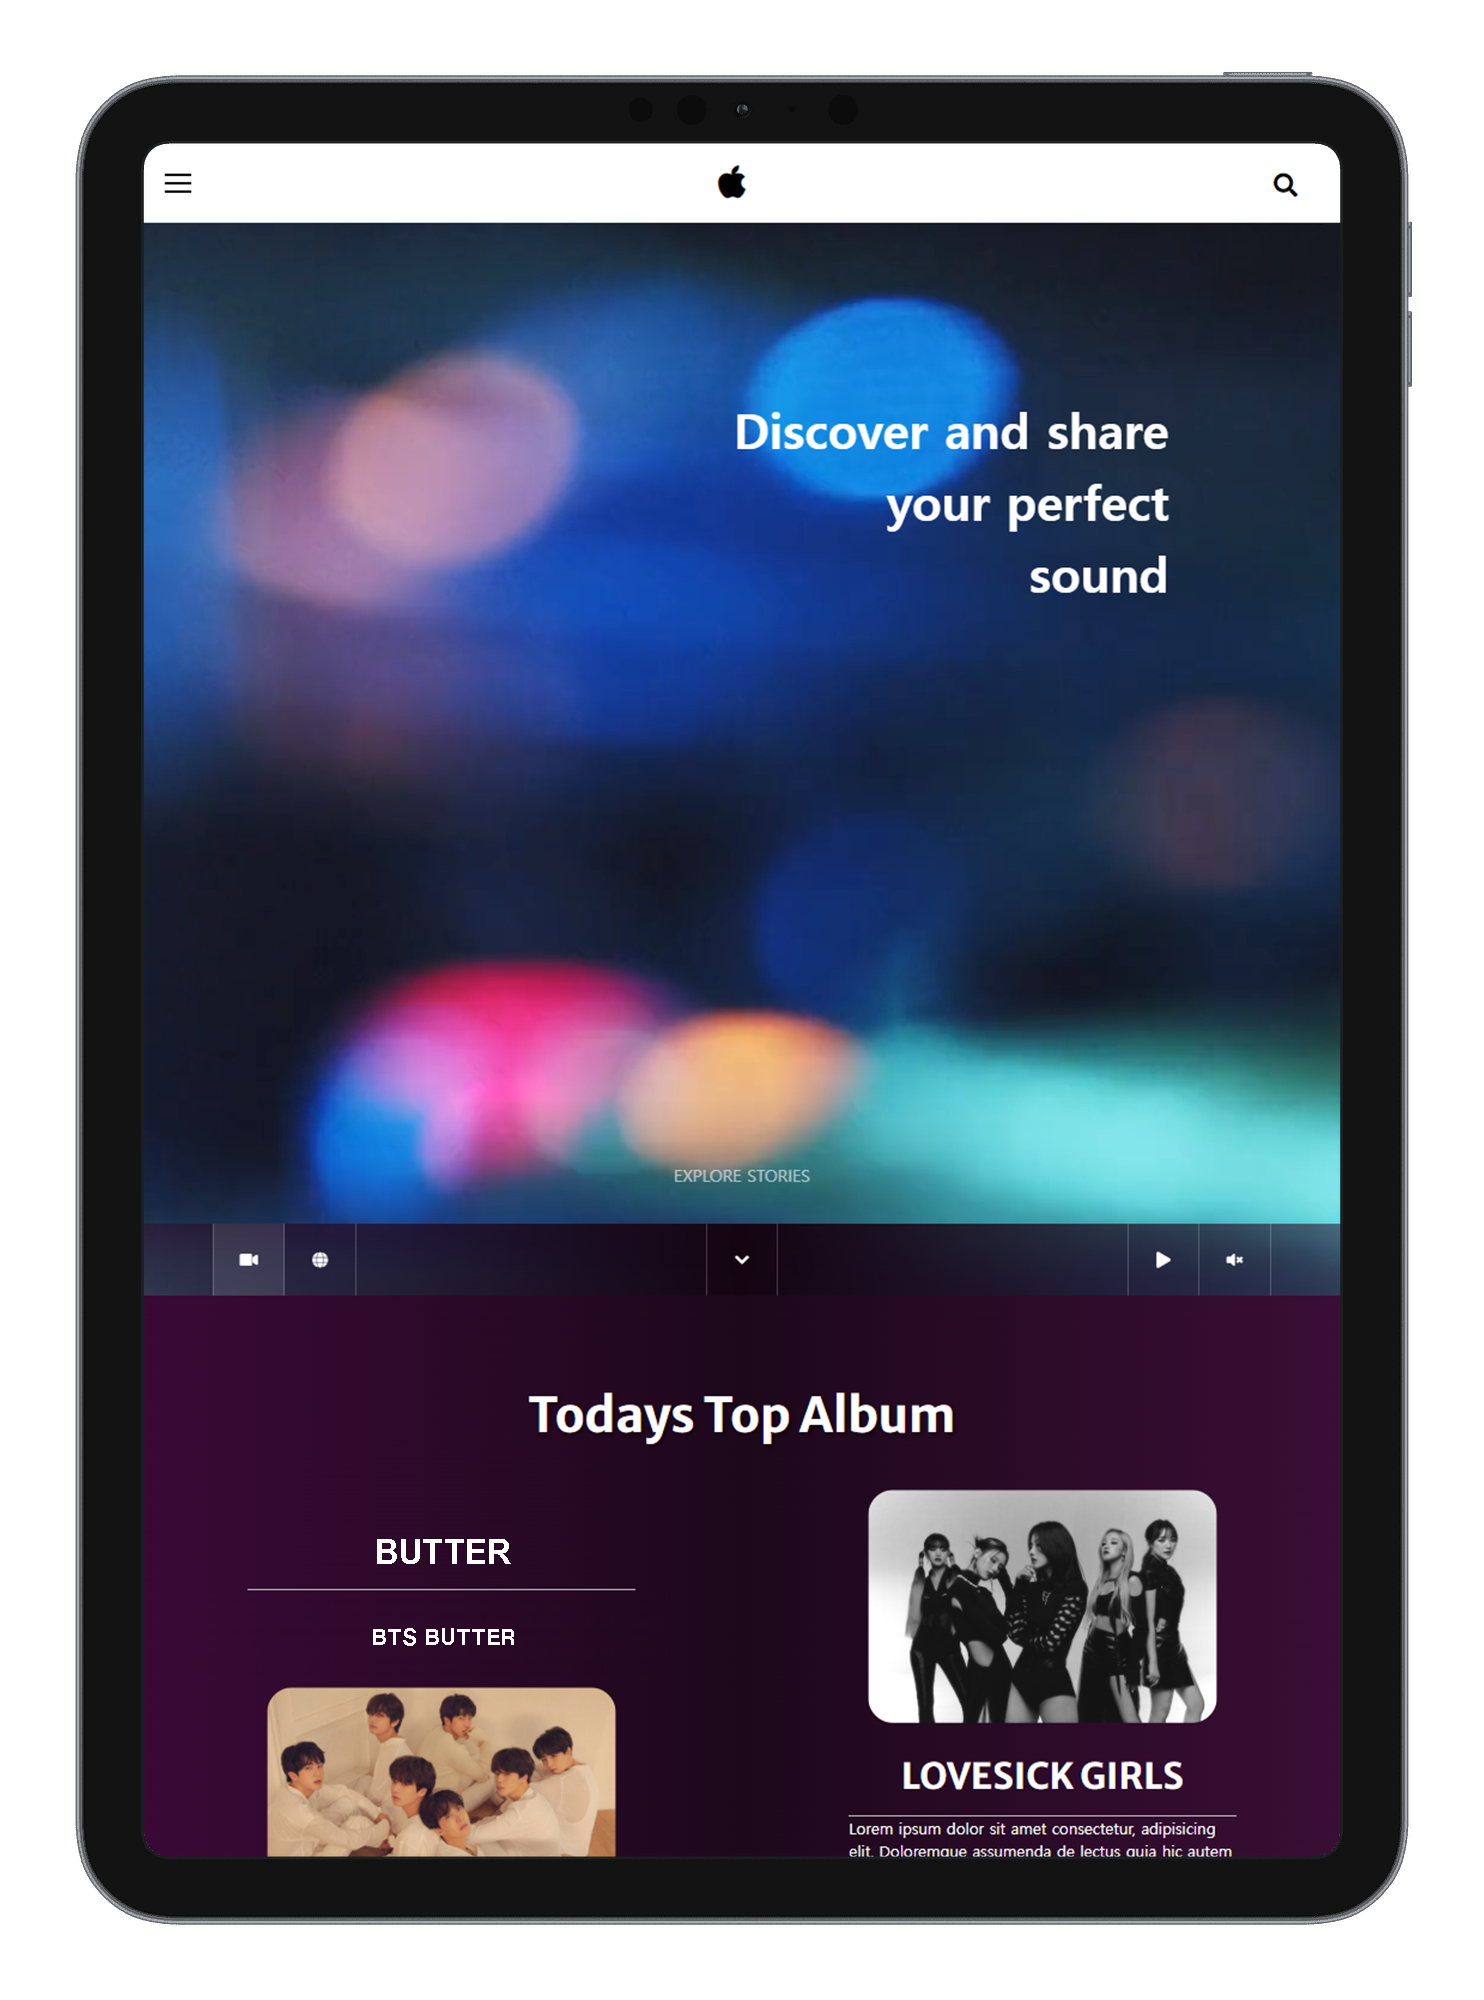 Discover and share
your perfect
sound
EXPLORE STORIES
Todays Top Album
BUTTER
BTS BUTTER
LOVESICK GIRLS
Lorem ipsum dolor sit amet consectetur, adipisicing
elit. Doloremque assumenda de lectus quia hic autem